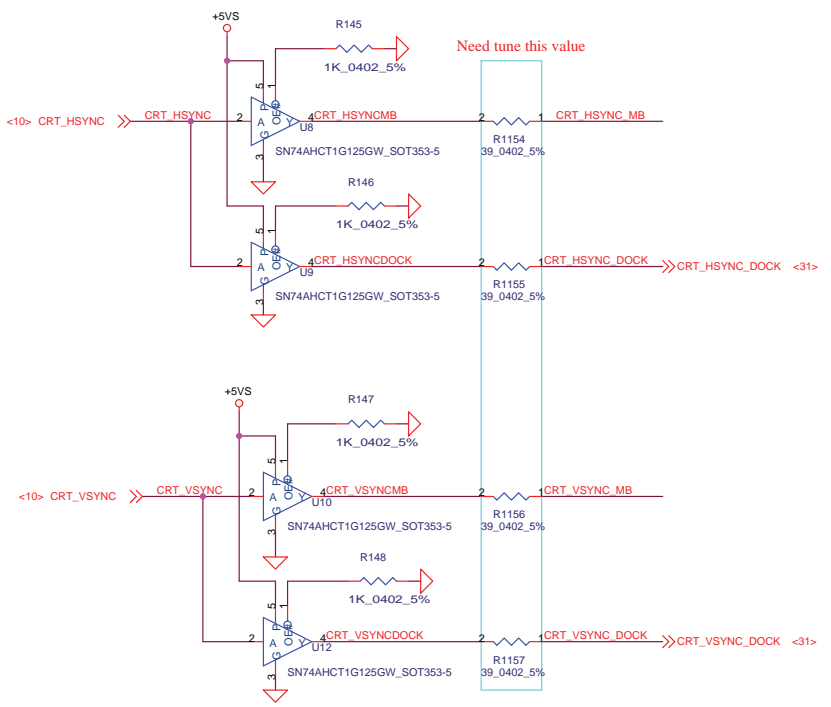 +5VS
R145
1K_0402_5%
Need tune this value
5
1
P
OE#
<10> CRT_HSYNC
CRT_HSYNC
2
A
Y
4
CRT_HSYNCMB
2
1
CRT_HSYNC_MB
G
U8
R1154
3
SN74AHCT1G125GW_SOT353-5
39_0402_5%
R146
1K_0402_5%
5
1
P
OE#
2
A
Y
4
CRT_HSYNCDOCK
2
1
CRT_HSYNC_DOCK
CRT_HSYNC_DOCK <31>
G
U9
R1155
3
SN74AHCT1G125GW_SOT353-5
39_0402_5%
+5VS
R147
1K_0402_5%
5
1
P
OE#
<10> CRT_VSYNC
CRT_VSYNC
2
A
Y
4
CRT_VSYNCMB
2
1
CRT_VSYNC_MB
G
U10
R1156
3
SN74AHCT1G125GW_SOT353-5
39_0402_5%
R148
1K_0402_5%
5
1
P
OE#
2
A
Y
4
CRT_VSYNCDOCK
2
1
CRT_VSYNC_DOCK
CRT_VSYNC_DOCK <31>
G
U12
R1157
3
SN74AHCT1G125GW_SOT353-5
39_0402_5%